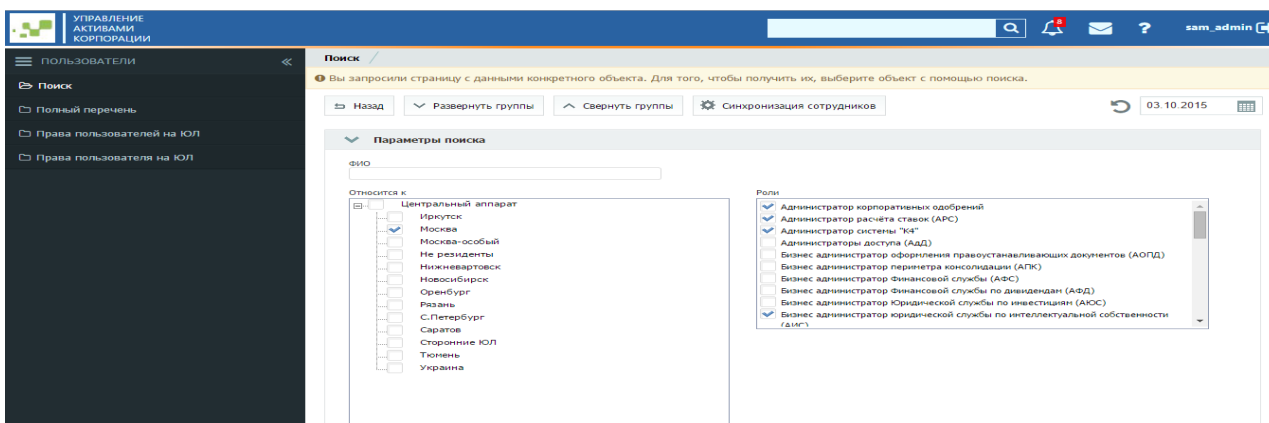 УПРАВЛЕНИЕ
АКТИВАМИ
КОРПОРАЦИИ
8
?
sam_admin
ПОЛЬЗОВАТЕЛИ
Поиск
Полный перечень
Права пользователей на ЮЛ
Права пользователя на ЮЛ
Поиск
Вы запросили страницу с данными конкретного объекта. Для того, чтобы получить их, выберите объект с помощью поиска.
Назад Развернуть группы Свернуть группы Синхронизация сотрудников 03.10.2015
Параметры поиска
ФИО
Относится к
Центральный аппарат
Иркутск
Москва
Москва-особый
Не резиденты
Нижневартовск
Новосибирск
Оренбург
Рязань
С.Петербург
Саратов
Сторонние ЮЛ
Тюмень
Украина
Роли
Администратор корпоративных одобрений
Администратор расчёта ставок (АРС)
Администратор системы "К4"
Администраторы доступа (АдД)
Бизнес администратор оформления правоустанавливающих документов (АОПД)
Бизнес администратор периметра консолидации (АПК)
Бизнес администратор Финансовой службы (АФС)
Бизнес администратор Финансовой службы по дивидендам (АФД)
Бизнес администратор Юридической службы по инвестициям (АЮС)
Бизнес администратор юридической службы по интеллектуальной собственности
(АИС)